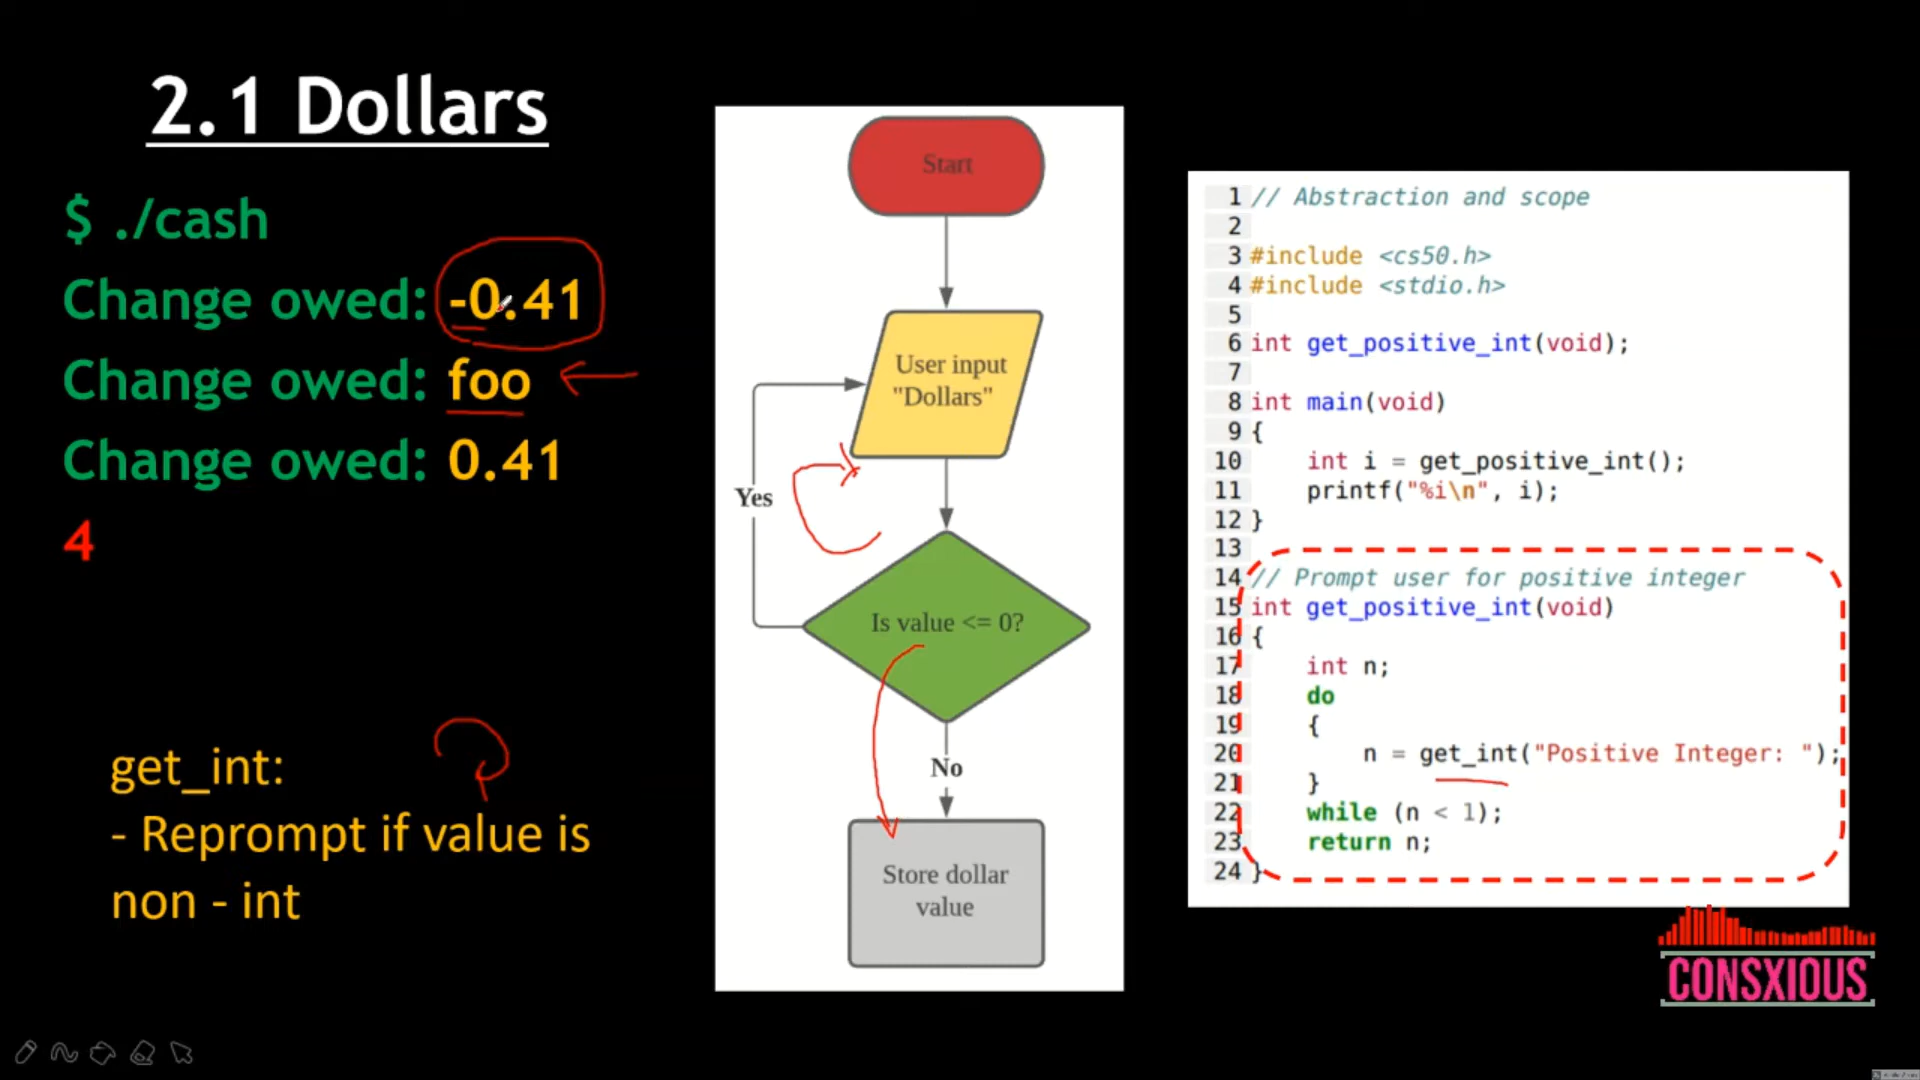 2.1 Dollars
$ ./cash
Change owed: -0.41
Change owed: foo
Change owed: 0.41
4
get_int:
- Reprompt if value is
non - int
Start
User input
"Dollars"
Yes
Is value <= 0?
No
Store dollar
value
1 // Abstraction and scope
2
3 #include <cs50.h>
4 #include <stdio.h>
5
6 int get_positive_int(void);
7
8 int main(void)
9 {
10     int i = get_positive_int();
11     printf("%i\n", i);
12 }
13
14 // Prompt user for positive integer
15 int get_positive_int(void)
16 {
17     int n;
18     do
19     {
20         n = get_int("Positive Integer: ");
21     }
22     while (n < 1);
23     return n;
24 }
CONSXIOUS